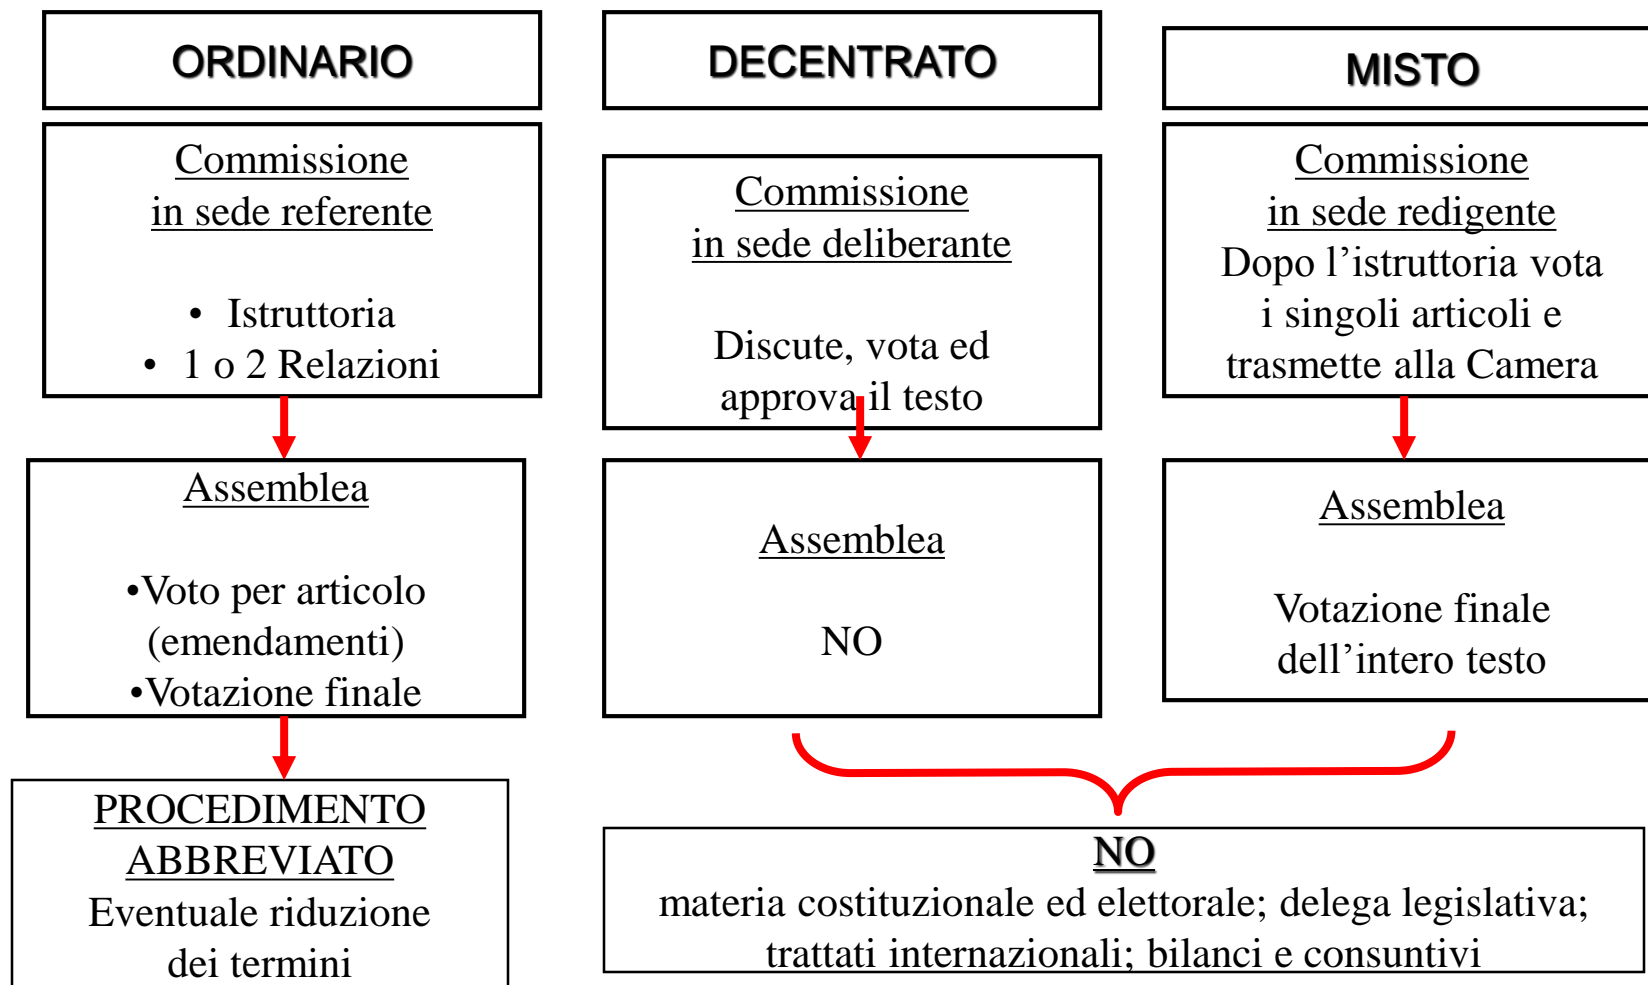 ORDINARIO
Commissione
in sede referente
• Istruttoria
• 1 o 2 Relazioni
Assemblea
•Voto per articolo
(emendamenti)
•Votazione finale
PROCEDIMENTO
ABBREVIATO
Eventuale riduzione
dei termini
DECENTRATO
Commissione
in sede deliberante
Discute, vota ed
approva il testo
Assemblea
NO
MISTO
Commissione
in sede redigente
Dopo l’istruttoria vota
i singoli articoli e
trasmette alla Camera
Assemblea
Votazione finale
dell’intero testo
NO
materia costituzionale ed elettorale; delega legislativa;
trattati internazionali; bilanci e consuntivi